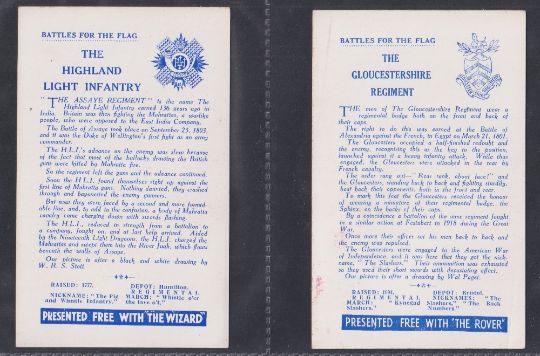 BATTLES FOR THE FLAG
THE
HIGHLAND
LIGHT INFANTRY
"THE ASSAYE REGIMENT" is the name The
Highland Light Infantry earned 136 years ago in
India. Britain was then fighting the Mahrattas, a warlike
people, who were opposed to the East India Company.
The Battle of Assaye took place on September 23, 1803,
and it was the Duke of Wellington's first fight as an army
commander.
The H.L.I.'s advance on the enemy was slow because
of the fact that most of the bullocks drawing the British
guns were killed by Mahratta fire.
So the regiment left the guns and the advance continued.
Soon the H.L.I. found themselves right up against the
first line of Mahratta guns. Nothing daunted, they crashed
through and bayoneted the enemy gunners.
But now they were faced by a second and more formid-
able line, and, to add to the confusion, a body of Mahratta
cavalry came charging down with swords flashing.
The H.L.I., reduced in strength from a battalion to a
company, fought on, and at last help arrived. Aided
by the Nineteenth Light Dragoons, the H.L.I. charged the
Mahrattas and swept them into the River Juah, which flows
beneath the walls of Assaye.
Our picture is after a black and white drawing by
W. R. S. Stott
RAISED: 1777. DEPOT: Hamilton.
REGIMENTAL
NICKNAME: "The Pig MARCH: "Whistle o'er
and Whistle Infantry." the lave o't."
PRESENTED FREE WITH "THE WIZARD"
BATTLES FOR THE FLAG
THE
GLOUCESTERSHIRE
REGIMENT
THE men of The Gloucestershire Regiment wear a
regimental badge both on the front and back of
their caps.
The right to do this was earned at the Battle of
Alexandria against the French, in Egypt on March 21, 1801.
The Gloucesters occupied a half-finished redoubt and
the enemy, recognising this as the key to the position,
launched against it a heavy infantry attack. While thus
engaged, the Gloucesters were attacked in the rear by
French cavalry.
The order rang out—"Rear rank, about face!" and
the Gloucesters, standing back to back and fighting steadily,
beat back their opponents, both in the front and rear.
To mark this feat the Gloucesters received the honour
of wearing a miniature of their regimental badge, the
Sphinx, on the backs of their caps.
By a coincidence a battalion of the same regiment fought
in a similar action at Festubert in 1918 during the Great
War.
Once more their officer set his men back to back and
the enemy was repulsed.
The Gloucesters were engaged in the American War
of Independence, and it was here that they got the nick-
name, "The Slashers." Their ammunition was exhausted
so they used their short swords with devastating effect.
Our picture is after a drawing by Wal Paget.
RAISED: 1694. DEPOT: Bristol.
REGIMENTAL NICKNAMES: "The
MARCH: "Kynegad Slashers," "The Rock
Slashers." Numbers."
PRESENTED FREE WITH "THE ROVER"